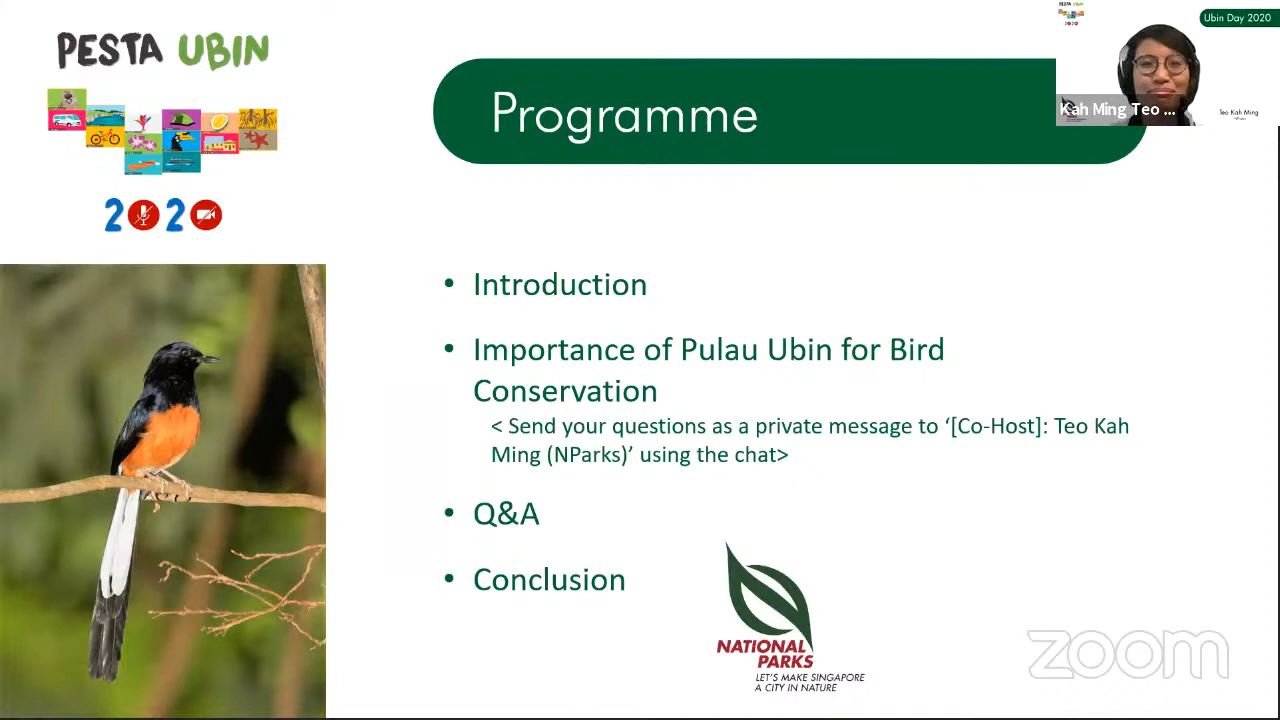 PESTA UBIN
2020
Ubin Day 2020
Kah Ming Teo ...
Teo Kah Ming
Programme
• Introduction
• Importance of Pulau Ubin for Bird
Conservation
< Send your questions as a private message to ‘[Co-Host]: Teo Kah
Ming (NParks)’ using the chat>
• Q&A
• Conclusion
NATIONAL
PARKS
LET'S MAKE SINGAPORE
A CITY IN NATURE
zoom